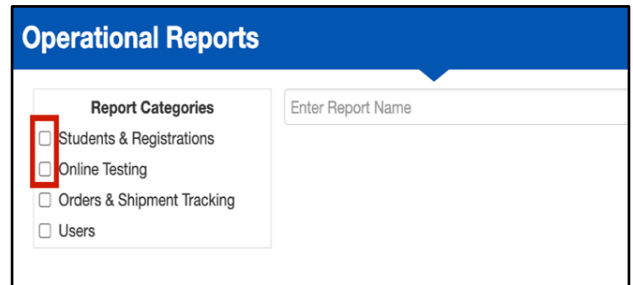 Operational Reports
Report Categories
Enter Report Name
Students & Registrations
Online Testing
Orders & Shipment Tracking
Users